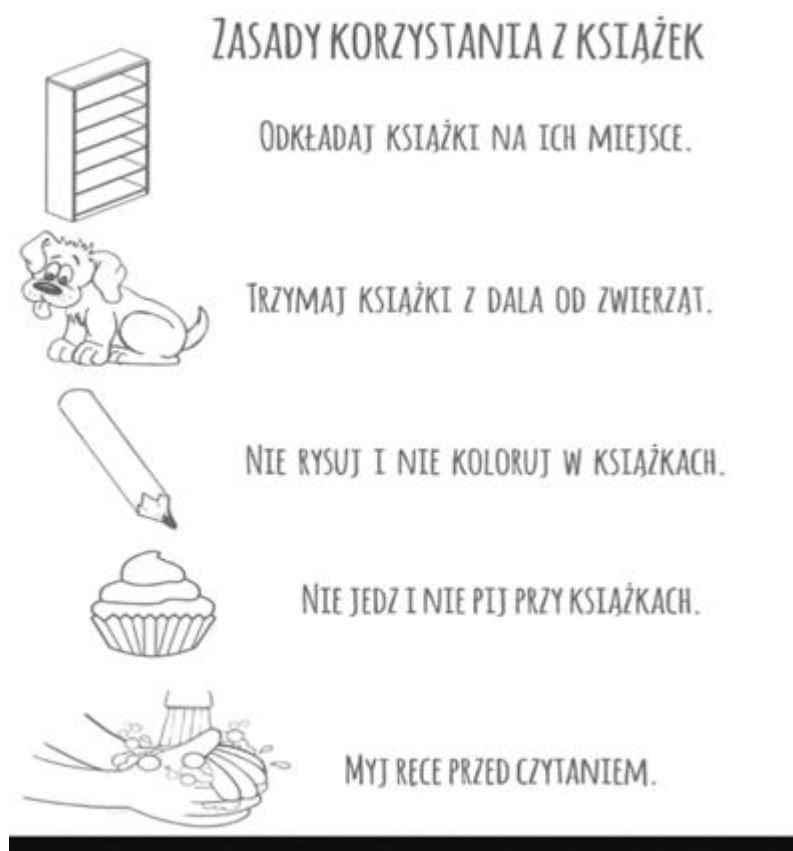 ZASADY KORZYSTANIA Z KSIĄŻEK
ODKŁADAJ KSIĄŻKI NA ICH MIEJSCE.
TRZYMAJ KSIĄŻKI Z DALA OD ZWIERZĄT.
NIE RYSUJ I NIE KOLORUJ W KSIĄŻKACH.
NIE JEDZ I NIE PIJ PRZY KSIĄŻKACH.
MYJ RĘCE PRZED CZYTANIEM.